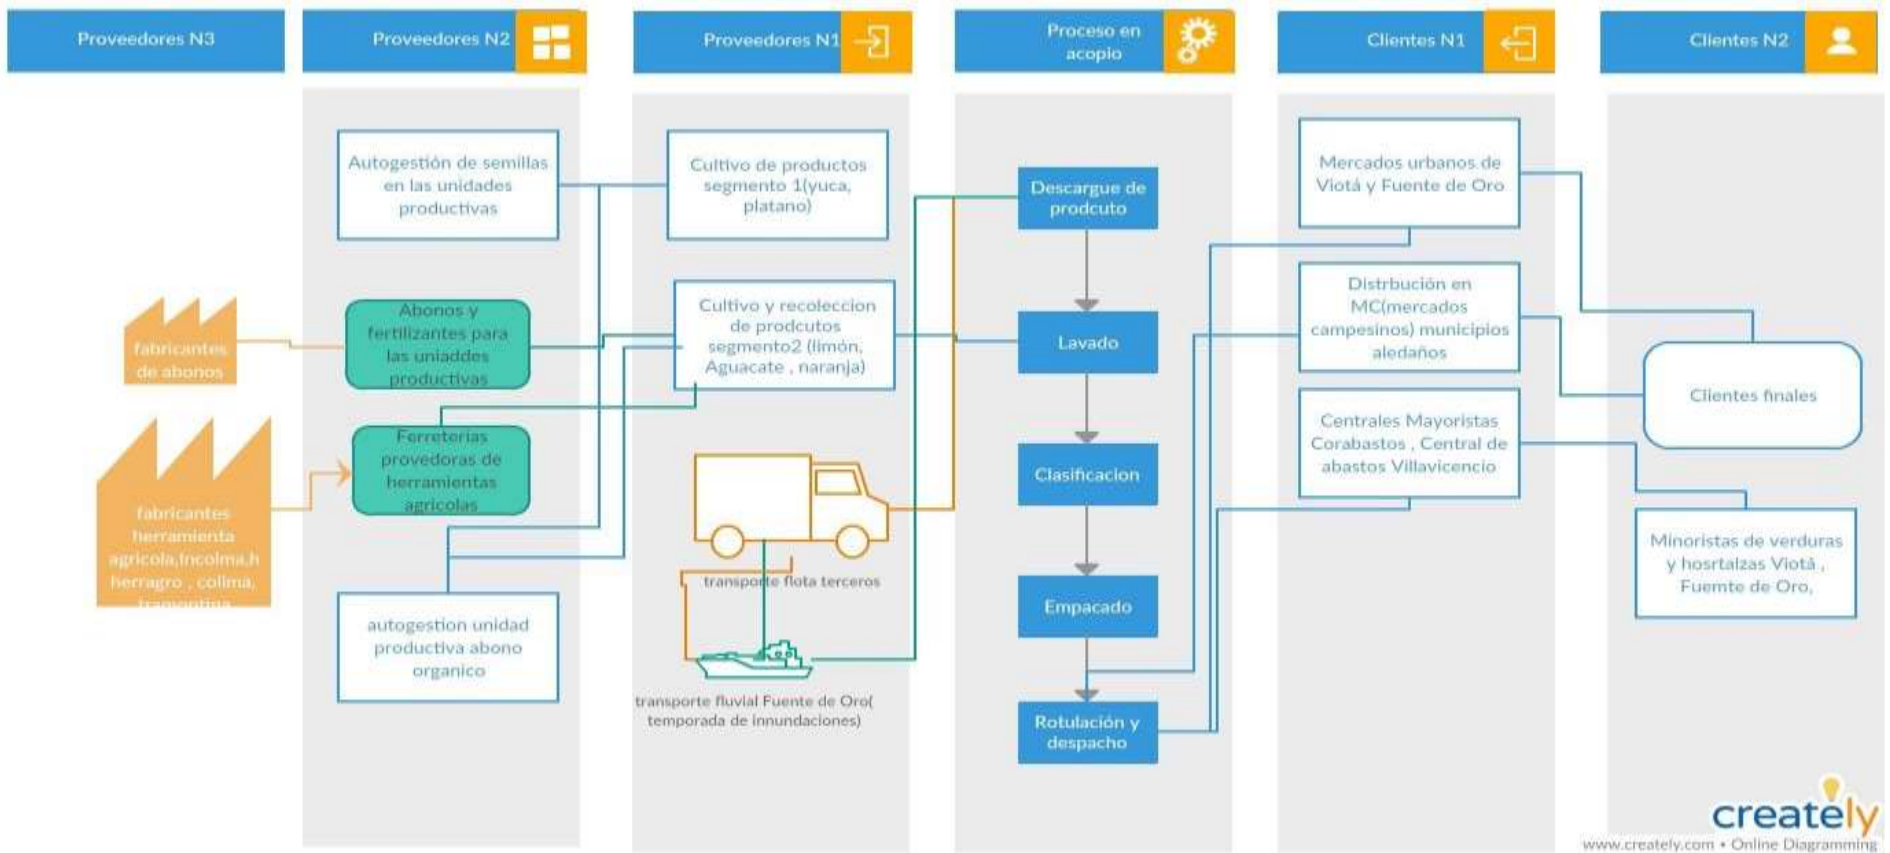 Proveedores N3
Proveedores N2
Proveedores N1
Proceso en
acopio
Clientes N1
Clientes N2
fabricantes
de abonos
fabricantes
herramienta
agricola,Incolma,h
herragro , colima,
tramontina
Autogestión de semillas
en las unidades
productivas
Abonos y
fertilizantes para
las uniaddes
productivas
Ferreterias
provedoras de
herramientas
agricolas
autogestion unidad
productiva abono
organico
Cultivo de productos
segmento 1(yuca,
platano)
Cultivo y recoleccion
de prodcutos
segmento2 (limón,
Aguacate , naranja)
transporte flota terceros
transporte fluvial Fuente de Oro(
temporada de innundaciones)
Descargue de
prodcuto
Lavado
Clasificacion
Empacado
Rotulación y
despacho
Mercados urbanos de
Viotá y Fuente de Oro
Distrbución en
MC(mercados
campesinos) municipios
aledaños
Centrales Mayoristas
Corabastos , Central de
abastos Villavicencio
Clientes finales
Minoristas de verduras
y hosrtalzas Viotá ,
Fuemte de Oro,
creately
www.creately.com • Online Diagramming